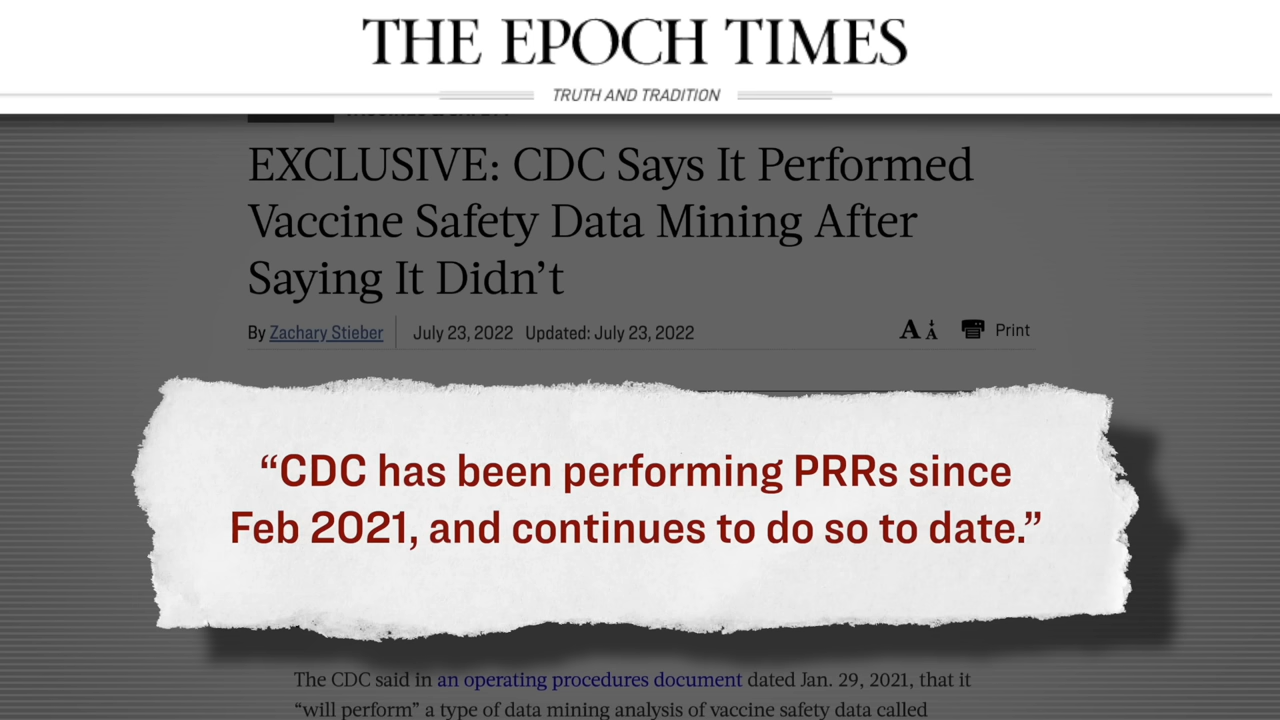 THE EPOCH TIMES
TRUTH AND TRADITION
EXCLUSIVE: CDC Says It Performed
Vaccine Safety Data Mining After
Saying It Didn’t
By Zachary Stieber
July 23, 2022 Updated: July 23, 2022
A A Print
“CDC has been performing PRRs since
Feb 2021, and continues to do so to date.”
The CDC said in an operating procedures document dated Jan. 29, 2021, that it
“will perform” a type of data mining analysis of vaccine safety data called